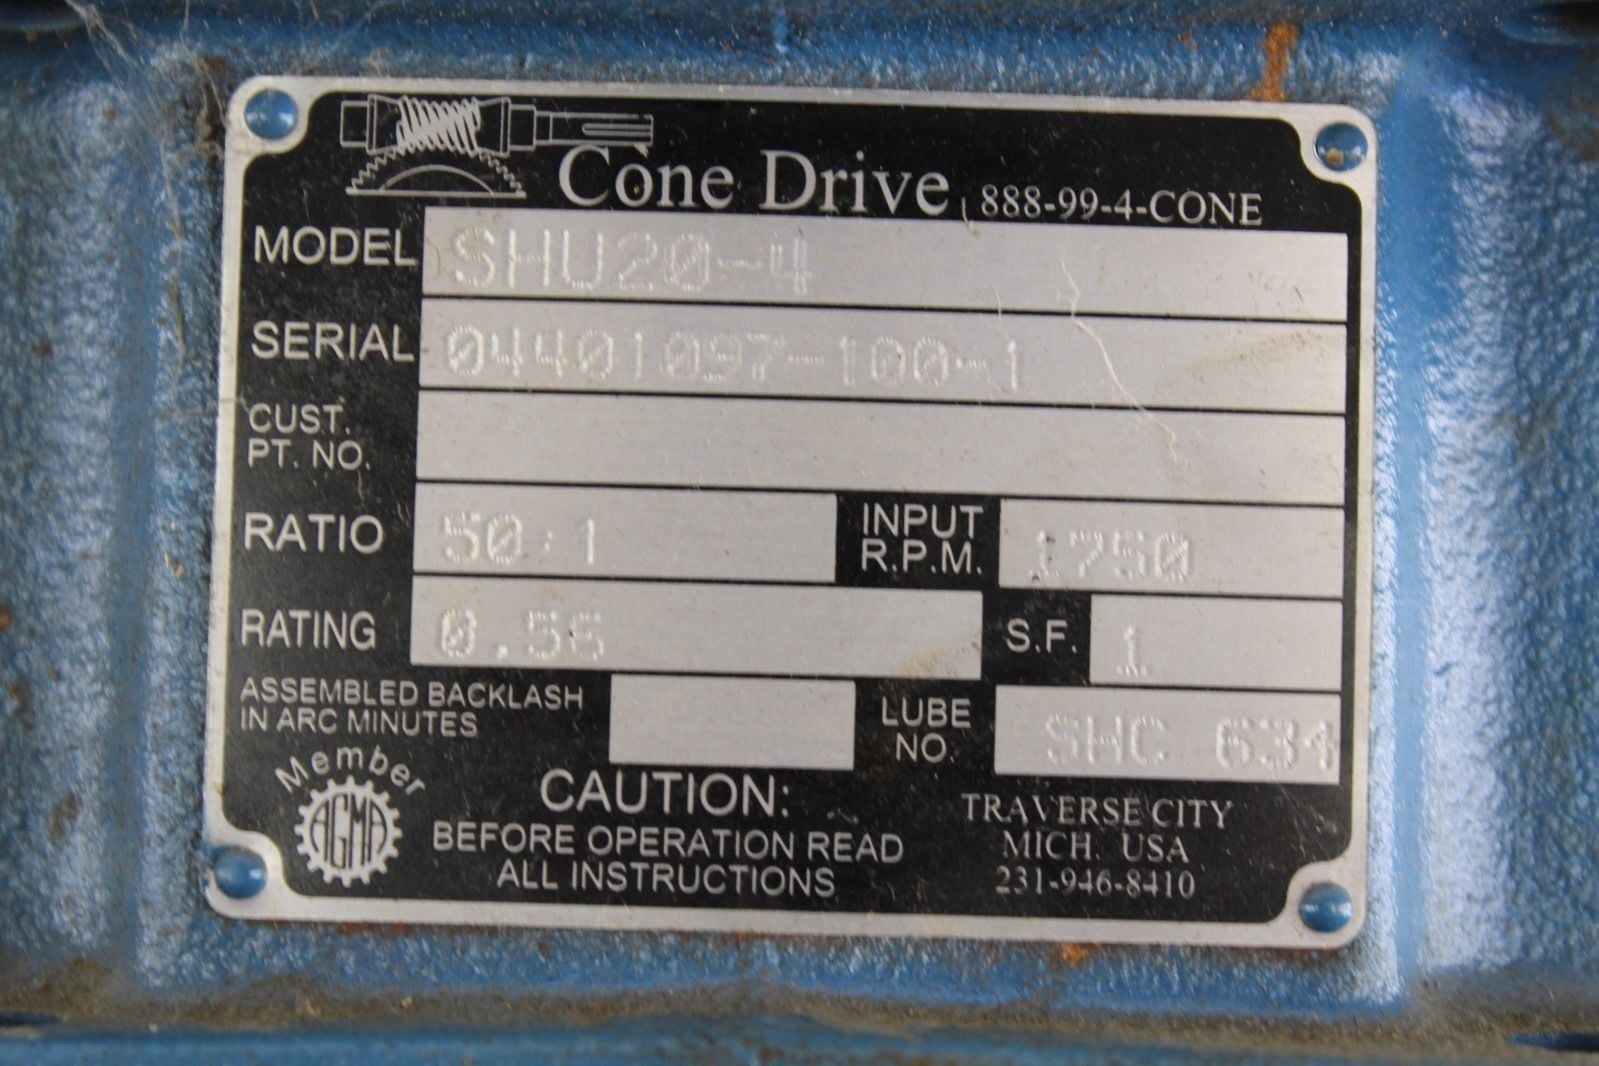 Cone Drive 888-99-4-CONE
MODEL SHU20-4
SERIAL 04401097-100-1
CUST.
PT. NO.
RATIO 50:1 INPUT R.P.M. 1750
RATING 0.56 S.F. 1
ASSEMBLED BACKLASH
IN ARC MINUTES
LUBE NO. SHC 634
Member
AGMA
CAUTION:
BEFORE OPERATION READ
ALL INSTRUCTIONS
TRAVERSE CITY
MICH. USA
231-946-8410